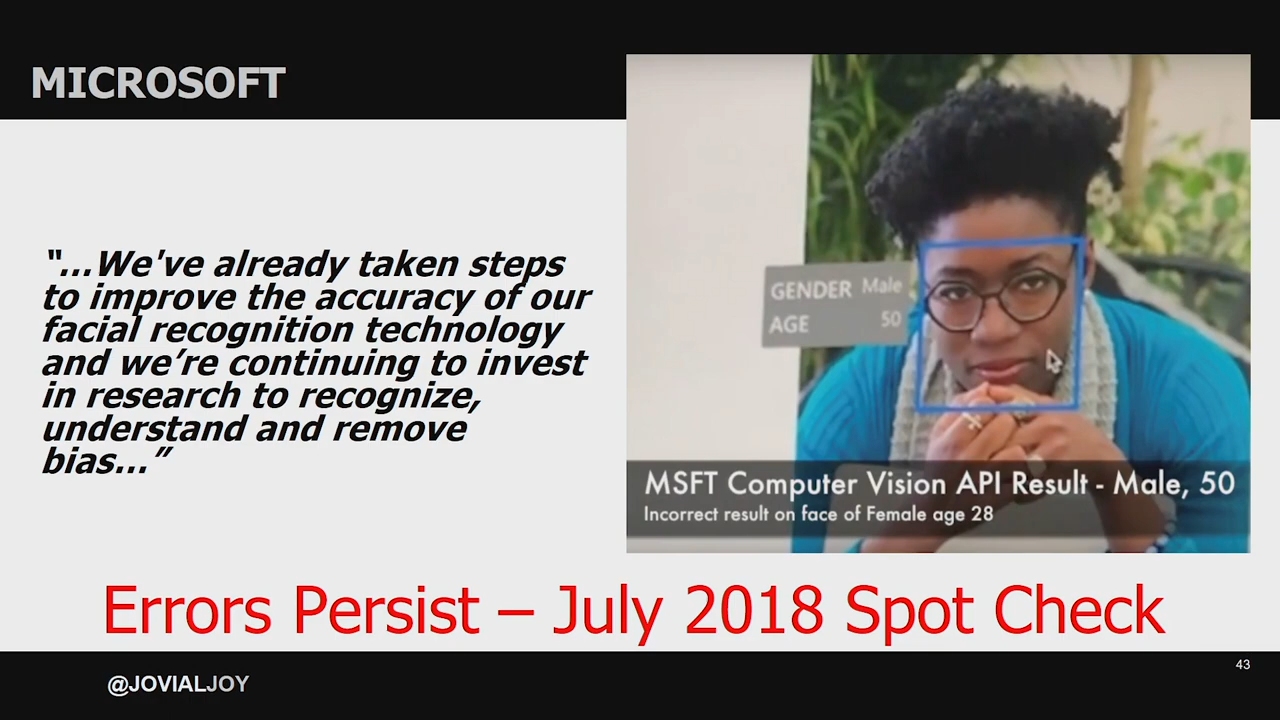 MICROSOFT
“...We've already taken steps
to improve the accuracy of our
facial recognition technology
and we’re continuing to invest
in research to recognize,
understand and remove
bias...”
GENDER Male
AGE 50
MSFT Computer Vision API Result - Male, 50
Incorrect result on face of Female age 28
Errors Persist – July 2018 Spot Check
43
@JOVIALJOY